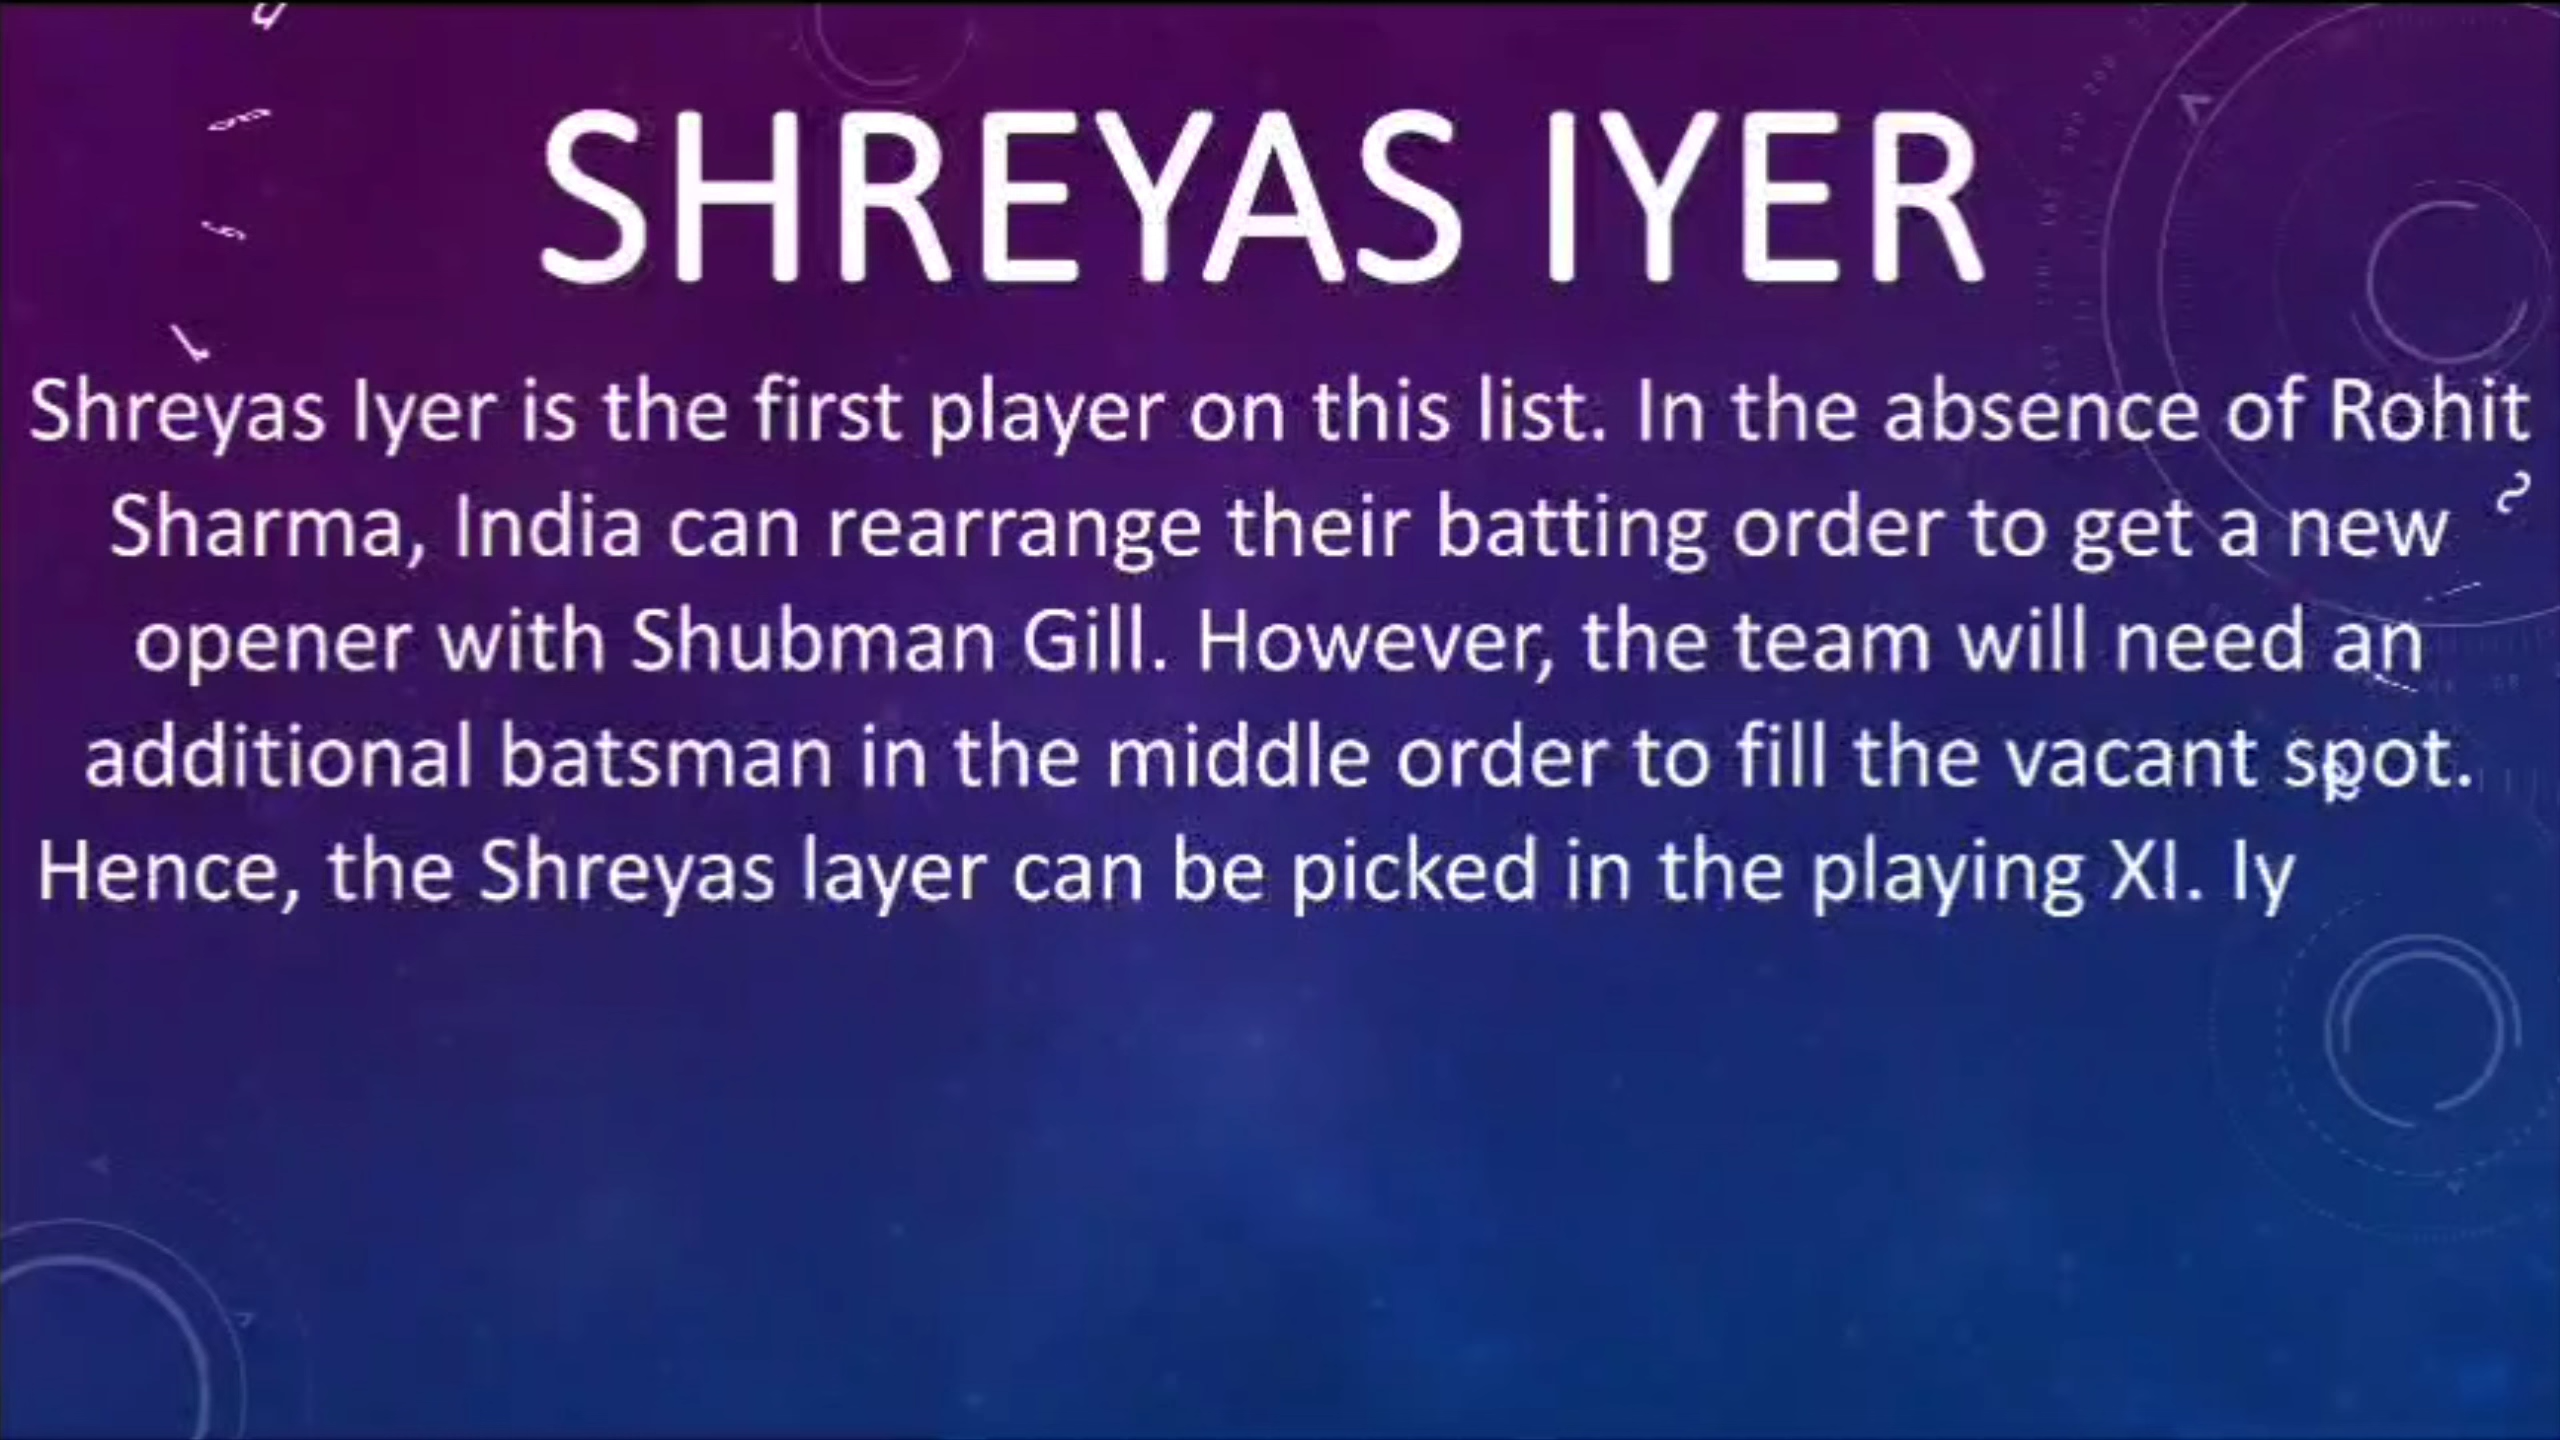 SHREYAS IYER
Shreyas Iyer is the first player on this list. In the absence of Rohit
Sharma, India can rearrange their batting order to get a new
opener with Shubman Gill. However, the team will need an
additional batsman in the middle order to fill the vacant spot.
Hence, the Shreyas layer can be picked in the playing XI. Iy